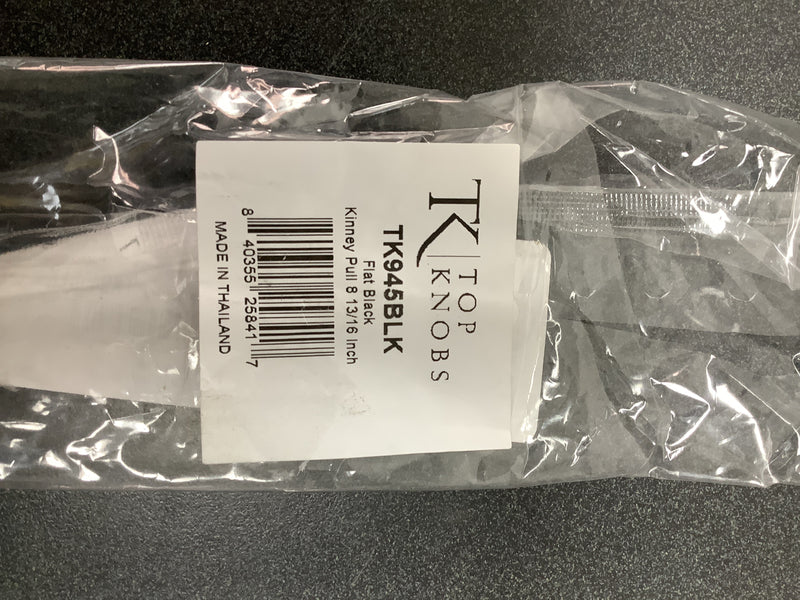 TK TOP
KNOBS
TK945BLK
Flat Black
Kinney Pull 8 13/16 Inch
8 40355 25841 7
MADE IN THAILAND